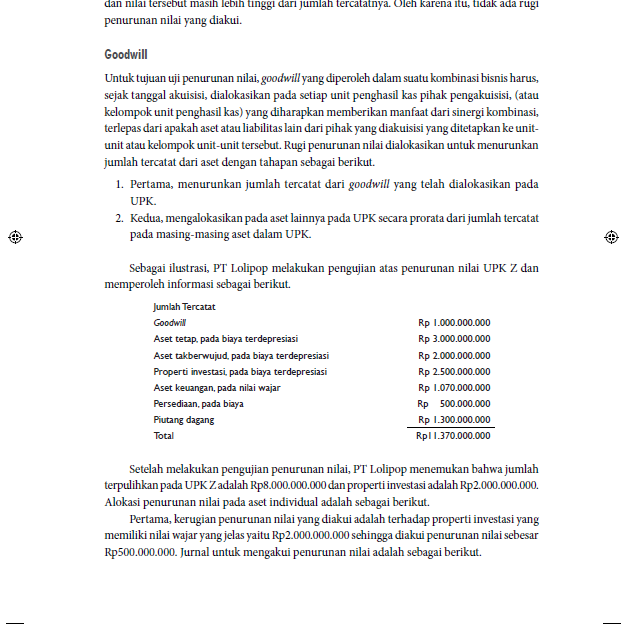 dan nilai tersebut masih lebih tinggi dari jumlah tercatatnya. Oleh karena itu, tidak ada rugi
penurunan nilai yang diakui.
Goodwill
Untuk tujuan uji penurunan nilai, goodwill yang diperoleh dalam suatu kombinasi bisnis harus,
sejak tanggal akuisisi, dialokasikan pada setiap unit penghasil kas pihak pengakuisisi, (atau
kelompok unit penghasil kas) yang diharapkan memberikan manfaat dari sinergi kombinasi,
terlepas dari apakah aset atau liabilitas lain dari pihak yang diakuisisi yang ditetapkan ke unit-
unit atau kelompok unit-unit tersebut. Rugi penurunan nilai dialokasikan untuk menurunkan
jumlah tercatat dari aset dengan tahapan sebagai berikut.
1. Pertama, menurunkan jumlah tercatat dari goodwill yang telah dialokasikan pada
UPK.
2. Kedua, mengalokasikan pada aset lainnya pada UPK secara prorata dari jumlah tercatat
pada masing-masing aset dalam UPK.
Sebagai ilustrasi, PT Lolipop melakukan pengujian atas penurunan nilai UPK Z dan
memperoleh informasi sebagai berikut.
Jumlah Tercatat
Goodwill Rp 1.000.000.000
Aset tetap, pada biaya terdepresiasi Rp 3.000.000.000
Aset takberwujud, pada biaya terdepresiasi Rp 2.000.000.000
Properti investasi, pada biaya terdepresiasi Rp 2.500.000.000
Aset keuangan, pada nilai wajar Rp 1.070.000.000
Persediaan, pada biaya Rp 500.000.000
Piutang dagang Rp 1.300.000.000
Total Rp11.370.000.000
Setelah melakukan pengujian penurunan nilai, PT Lolipop menemukan bahwa jumlah
terpulihkan pada UPK Z adalah Rp8.000.000.000 dan properti investasi adalah Rp2.000.000.000.
Alokasi penurunan nilai pada aset individual adalah sebagai berikut.
Pertama, kerugian penurunan nilai yang diakui adalah terhadap properti investasi yang
memiliki nilai wajar yang jelas yaitu Rp2.000.000.000 sehingga diakui penurunan nilai sebesar
Rp500.000.000. Jurnal untuk mengakui penurunan nilai adalah sebagai berikut.